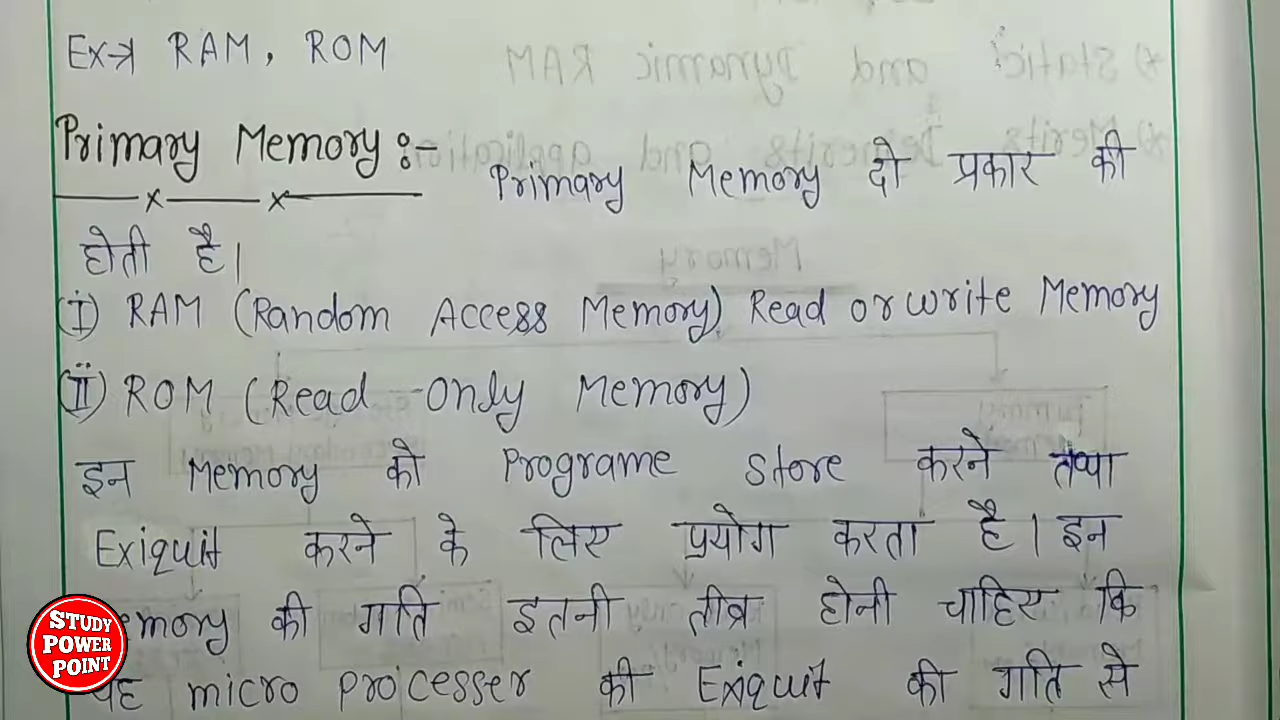 Ex→ RAM, ROM
Primary Memory :- Primary Memory दो प्रकार की
होती है।
(i) RAM (Random Access Memory) Read or write Memory
(ii) ROM (Read -only Memory)
इन Memory को Programe store करने तथा
Exiquit करने के लिए प्रयोग करता है। इन
emory की गति इतनी तीव्र होनी चाहिए कि
यह micro processer की Exiquit की गति से
STUDY
POWER
POINT